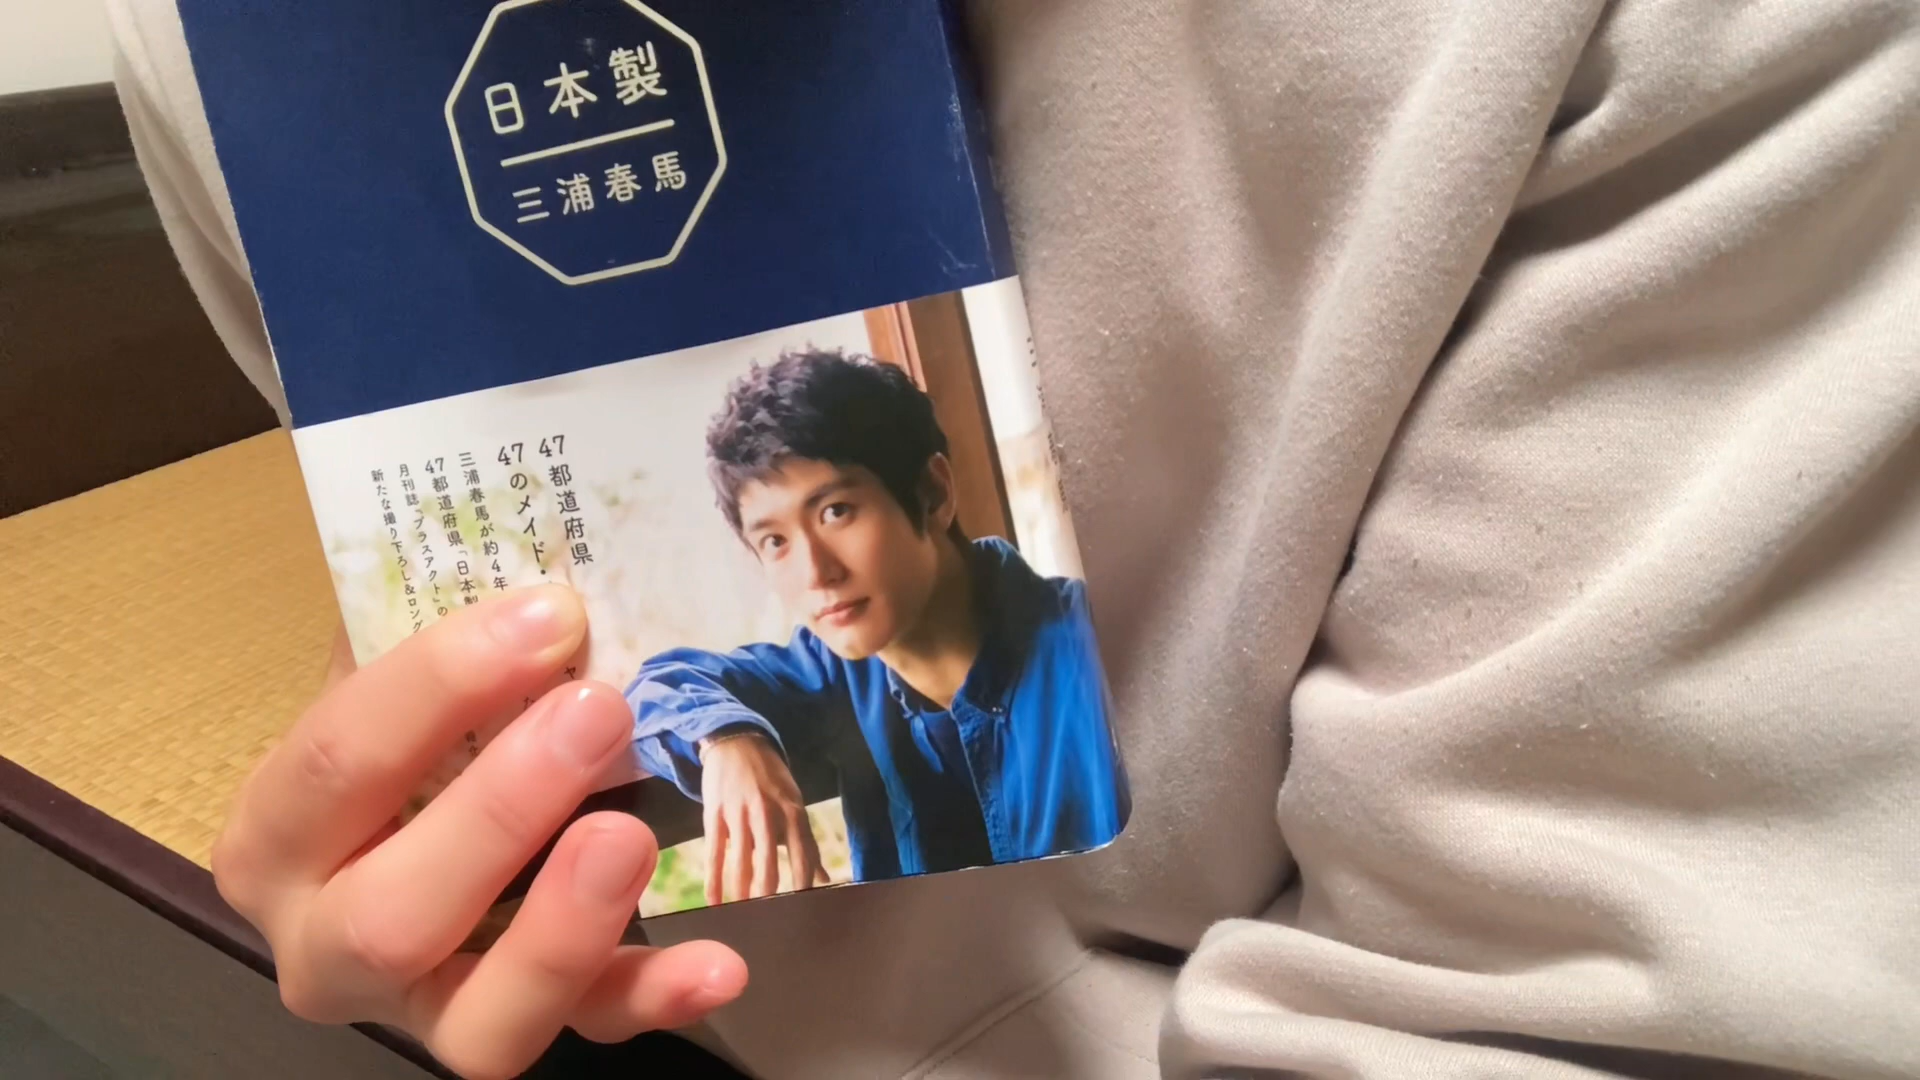 日本製
三浦春馬
47都道府県
47のメイド・
三浦春馬が約4年
47都道府県「日本製
月刊誌『プラスアクト』の
新たな撮り下ろし&ロング